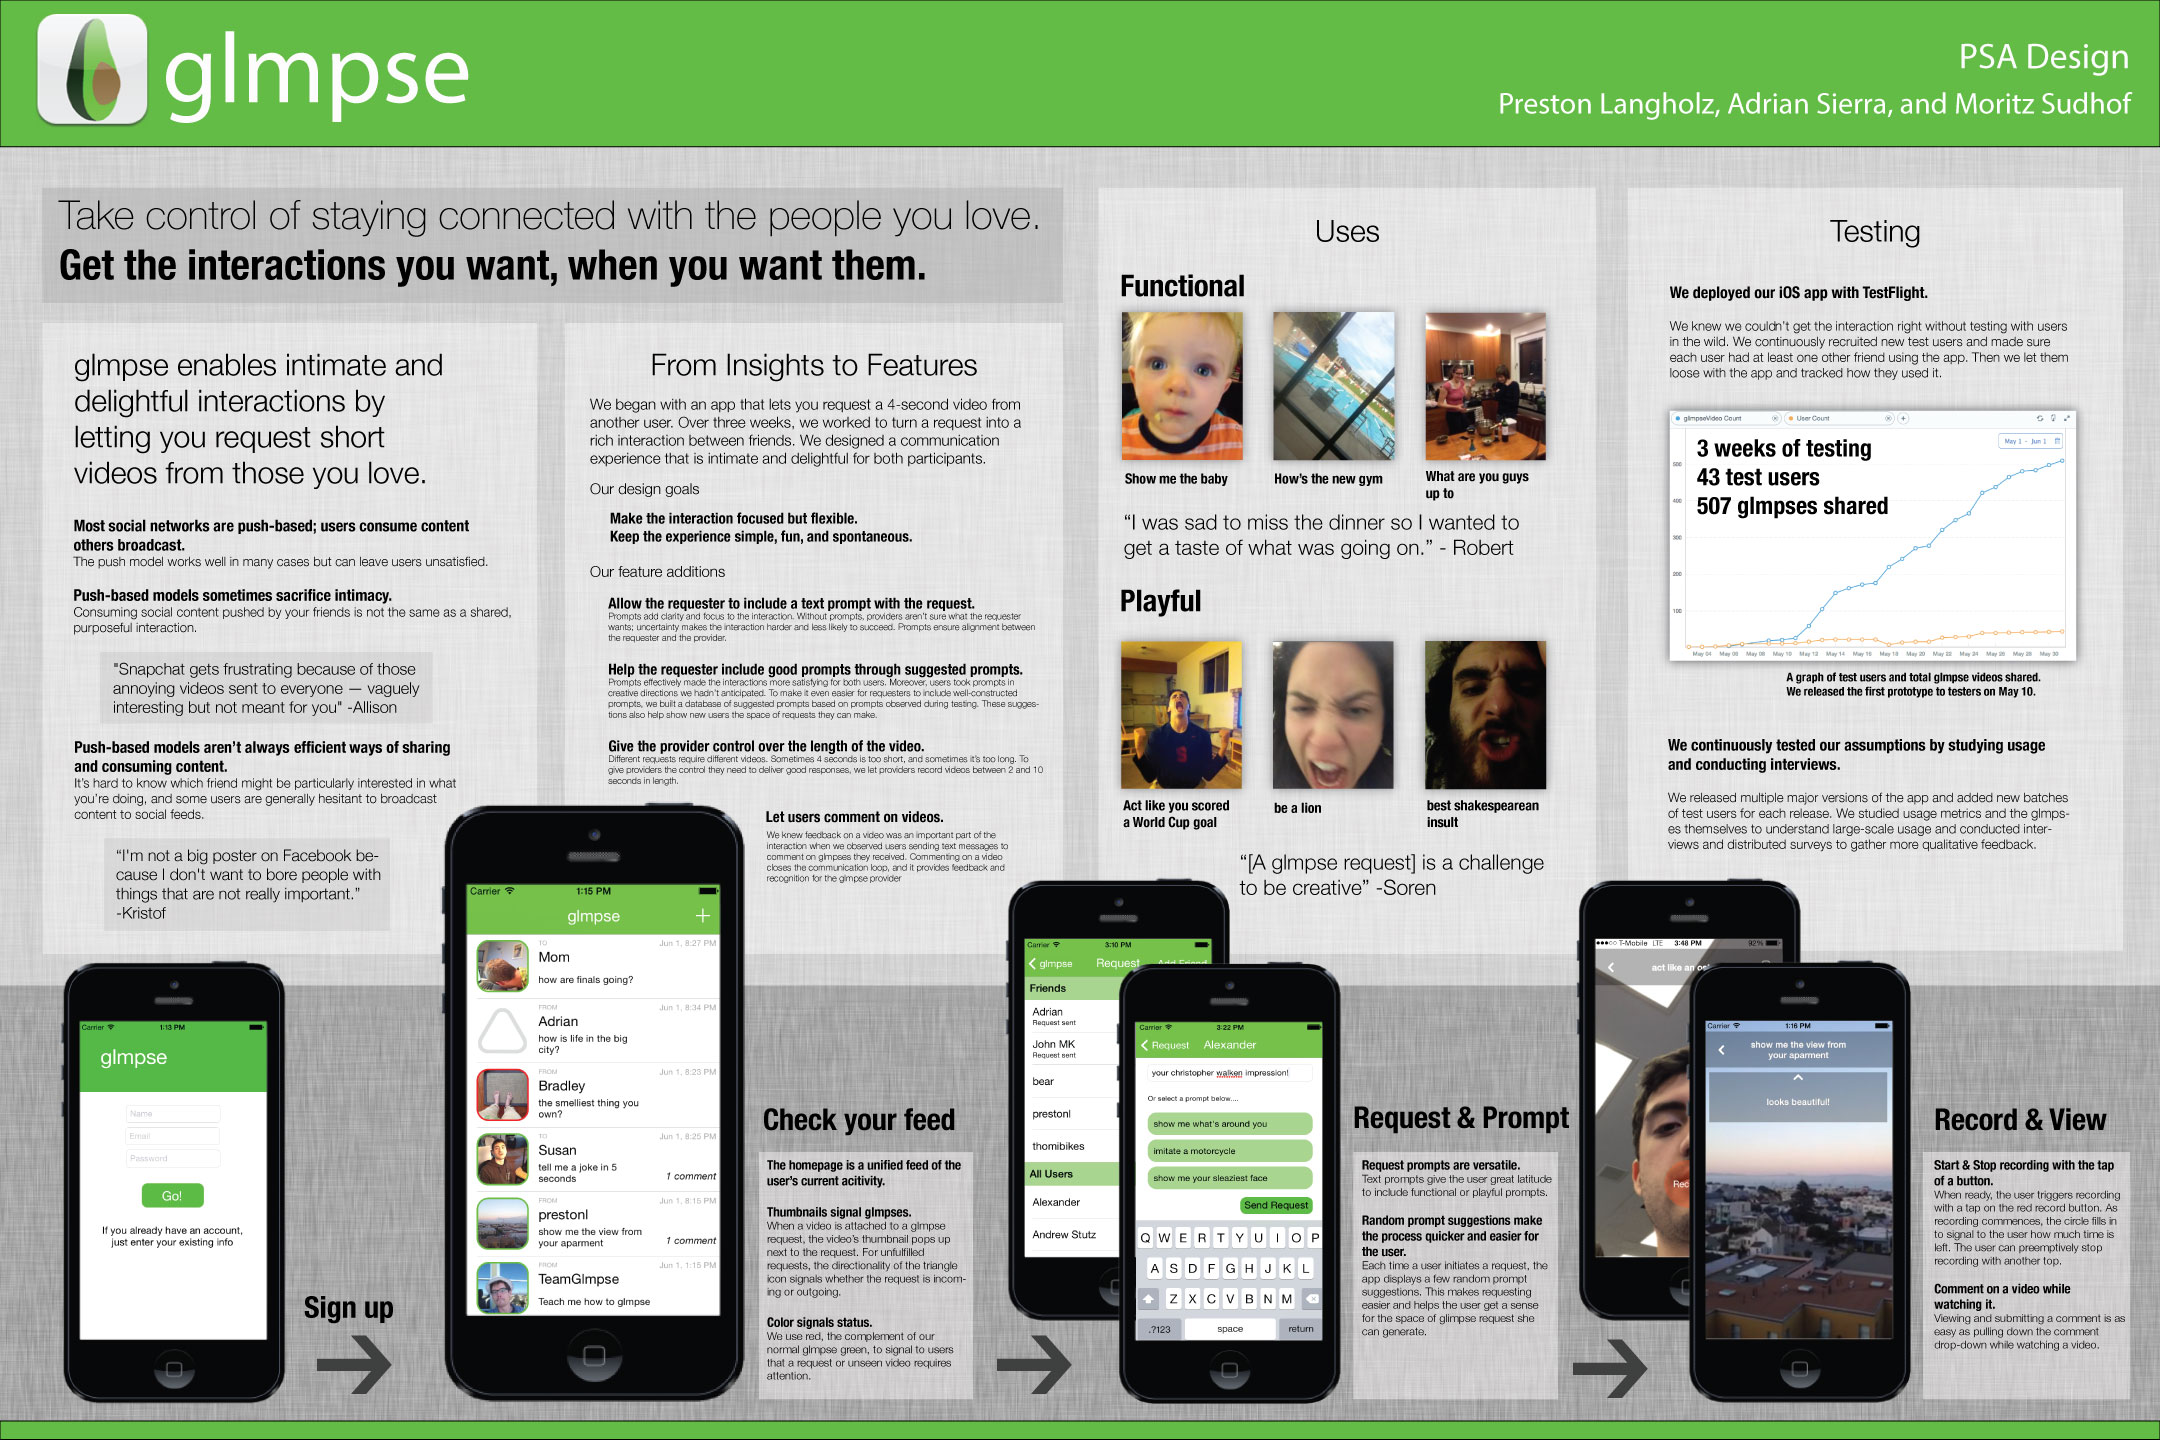 glmpse
PSA Design
Preston Langholz, Adrian Sierra, and Moritz Sudhof
Take control of staying connected with the people you love.
Get the interactions you want, when you want them.
glmpse enables intimate and
delightful interactions by
letting you request short
videos from those you love.
Most social networks are push-based; users consume content
others broadcast.
The push model works well in many cases but can leave users unsatisfied.
Push-based models sometimes sacrifice intimacy.
Consuming social content pushed by your friends is not the same as a shared,
purposeful interaction.
"Snapchat gets frustrating because of those
annoying videos sent to everyone — vaguely
interesting but not meant for you" -Allison
Push-based models aren't always efficient ways of sharing
and consuming content.
It's hard to know which friend might be particularly interested in what
you're doing, and some users are generally hesitant to broadcast
content to social feeds.
"I'm not a big poster on Facebook be-
cause I don't want to bore people with
things that are not really important."
-Kristof
From Insights to Features
We began with an app that lets you request a 4-second video from
another user. Over three weeks, we worked to turn a request into a
rich interaction between friends. We designed a communication
experience that is intimate and delightful for both participants.
Our design goals
Make the interaction focused but flexible.
Keep the experience simple, fun, and spontaneous.
Our feature additions
Allow the requester to include a text prompt with the request.
Prompts add clarity and focus to the interaction. Without prompts, providers aren't sure what the requester
wants; uncertainty makes the interaction harder and less likely to succeed. Prompts ensure alignment between
the requester and the provider.
Help the requester include good prompts through suggested prompts.
Prompts effectively made the interactions more satisfying for both users. Moreover, users took prompts in
creative directions we hadn't anticipated. To make it even easier for requesters to include well-constructed
prompts, we built a database of suggested prompts based on prompts observed during testing. These sugges-
tions also help show new users the space of requests they can make.
Give the provider control over the length of the video.
Different requests require different videos. Sometimes 4 seconds is too short, and sometimes it's too long. To
give providers the control they need to deliver good responses, we let providers record videos between 2 and 10
seconds in length.
Let users comment on videos.
We knew feedback on a video was an important part of the
interaction when we observed users sending text messages to
comment on glmpses they received. Commenting on a video
closes the communication loop, and it provides feedback and
recognition for the glmpse provider
Uses
Functional
Show me the baby
How's the new gym
What are you guys
up to
"I was sad to miss the dinner so I wanted to
get a taste of what was going on." - Robert
Playful
Act like you scored
a World Cup goal
be a lion
best shakespearean
insult
"[A glmpse request] is a challenge
to be creative" -Soren
Testing
We deployed our iOS app with TestFlight.
We knew we couldn't get the interaction right without testing with users
in the wild. We continuously recruited new test users and made sure
each user had at least one other friend using the app. Then we let them
loose with the app and tracked how they used it.
glmpseVideo Count
User Count
May 1 - Jun 1
3 weeks of testing
43 test users
507 glmpses shared
500
400
300
200
100
May 04 May 06 May 08 May 10 May 12 May 14 May 16 May 18 May 20 May 22 May 24 May 26 May 28 May 30
A graph of test users and total glmpse videos shared.
We released the first prototype to testers on May 10.
We continuously tested our assumptions by studying usage
and conducting interviews.
We released multiple major versions of the app and added new batches
of test users for each release. We studied usage metrics and the glmps-
es themselves to understand large-scale usage and conducted inter-
views and distributed surveys to gather more qualitative feedback.
Carrier 1:13 PM
glmpse
Name
Email
Password
Go!
If you already have an account,
just enter your existing info
Sign up
Carrier 1:15 PM
glmpse +
TO Jun 1, 8:27 PM
Mom
how are finals going?
FROM Jun 1, 8:34 PM
Adrian
how is life in the big
city?
FROM Jun 1, 8:23 PM
Bradley
the smelliest thing you
own?
TO Jun 1, 8:25 PM
Susan
tell me a joke in 5
seconds
1 comment
FROM Jun 1, 8:15 PM
prestonl
show me the view from
your aparment
1 comment
FROM Jun 1, 1:15 PM
TeamGlmpse
Teach me how to glmpse
Check your feed
The homepage is a unified feed of the
user's current acitivity.
Thumbnails signal glmpses.
When a video is attached to a glmpse
request, the video's thumbnail pops up
next to the request. For unfulfilled
requests, the directionality of the triangle
icon signals whether the request is incom-
ing or outgoing.
Color signals status.
We use red, the complement of our
normal glmpse green, to signal to users
that a request or unseen video requires
attention.
Carrier 3:10 PM
glmpse Request Add Friend
Friends
Adrian
Request sent
John MK
Request sent
bear
prestonl
thomibikes
All Users
Alexander
Andrew Stutz
Carrier 3:22 PM
Request Alexander
your christopher walken impression!
Or select a prompt below....
show me what's around you
imitate a motorcycle
show me your sleaziest face
Send Request
Q W E R T Y U I O P
A S D F G H J K L
Z X C V B N M
.?123 space return
Request & Prompt
Request prompts are versatile.
Text prompts give the user great latitude
to include functional or playful prompts.
Random prompt suggestions make
the process quicker and easier for
the user.
Each time a user initiates a request, the
app displays a few random prompt
suggestions. This makes requesting
easier and helps the user get a sense
for the space of glmpse request she
can generate.
T-Mobile LTE 3:48 PM 92%
act like an os
Rec
Carrier 1:16 PM
show me the view from
your aparment
looks beautiful!
Record & View
Start & Stop recording with the tap
of a button.
When ready, the user triggers recording
with a tap on the red record button. As
recording commences, the circle fills in
to signal to the user how much time is
left. The user can preemptively stop
recording with another top.
Comment on a video while
watching it.
Viewing and submitting a comment is as
easy as pulling down the comment
drop-down while watching a video.